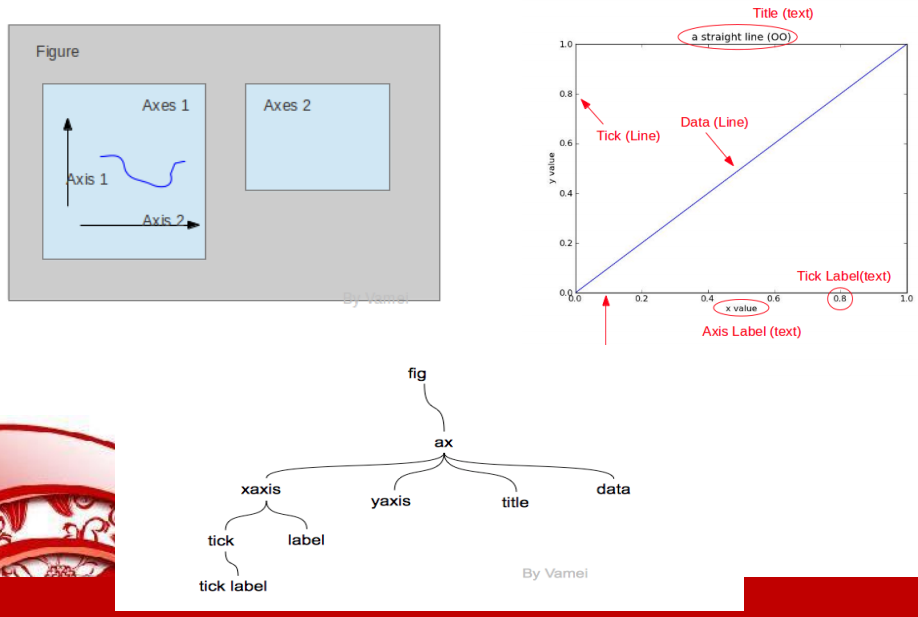 Figure
Axes 1
Axes 2
Axis 1
Axis 2
By Vamei
Title (text)
a straight line (OO)
1.0
0.8
Tick (Line)
Data (Line)
0.6
y value
0.4
0.2
Tick Label(text)
0.0
0.0
0.2
0.4
0.6
0.8
1.0
x value
Axis Label (text)
fig
ax
xaxis
yaxis
title
data
tick
label
tick label
By Vamei